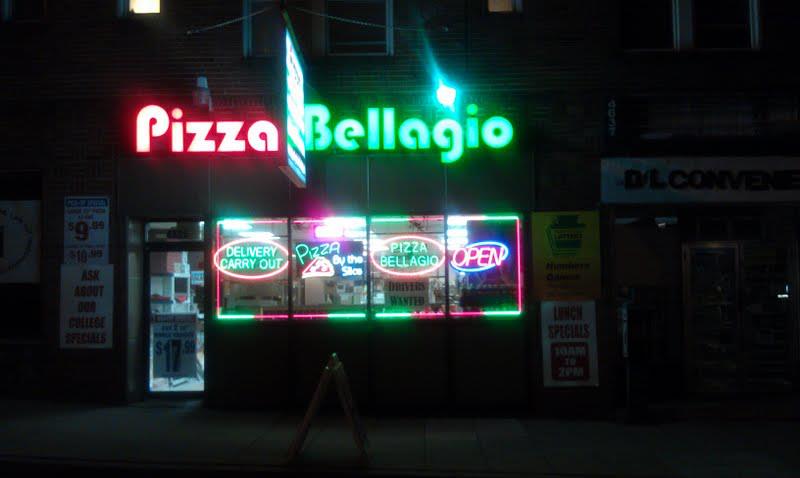 Pizza Bellagio
DELIVERY
CARRY OUT
Pizza
By the
Slice
PIZZA
BELLAGIO
OPEN
DRIVERS
WANTED
$9.99
$10.99
ASK
ABOUT
OUR
COLLEGE
SPECIALS
$17.99
LUNCH
SPECIALS
10AM
TO
2PM
D&L CONVENIE